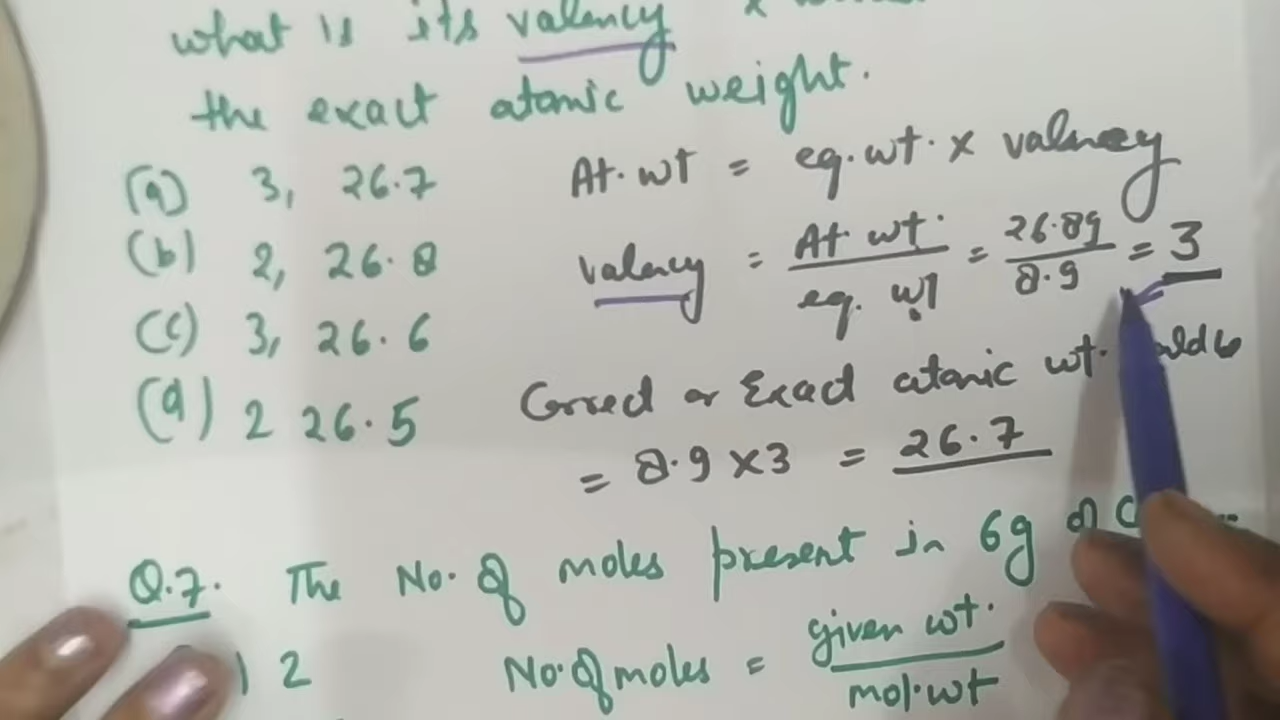 what is its valency
the exact atomic weight.
(a) 3, 26.7
(b) 2, 26.8
(c) 3, 26.6
(d) 2 26.5
At. wt = eq. wt. x valency
valency = At. wt. / eq. wt = 26.89 / 8.9 = 3
Correct or Exact atomic wt.
= 8.9 x 3 = 26.7
Q.7. The No. of moles present in 6g of
) 2
No. of moles = given wt. / mol. wt